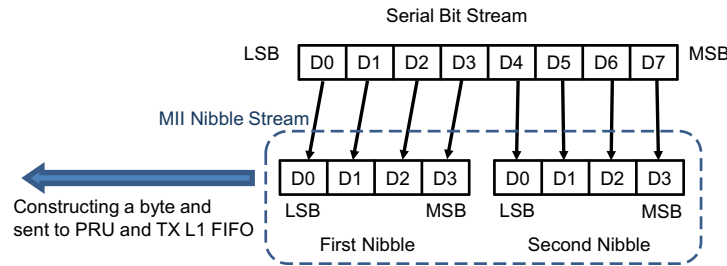 Serial Bit Stream
LSB D0 D1 D2 D3 D4 D5 D6 D7 MSB
MII Nibble Stream
D0 D1 D2 D3 D0 D1 D2 D3
LSB MSB LSB MSB
Constructing a byte and
sent to PRU and TX L1 FIFO
First Nibble Second Nibble